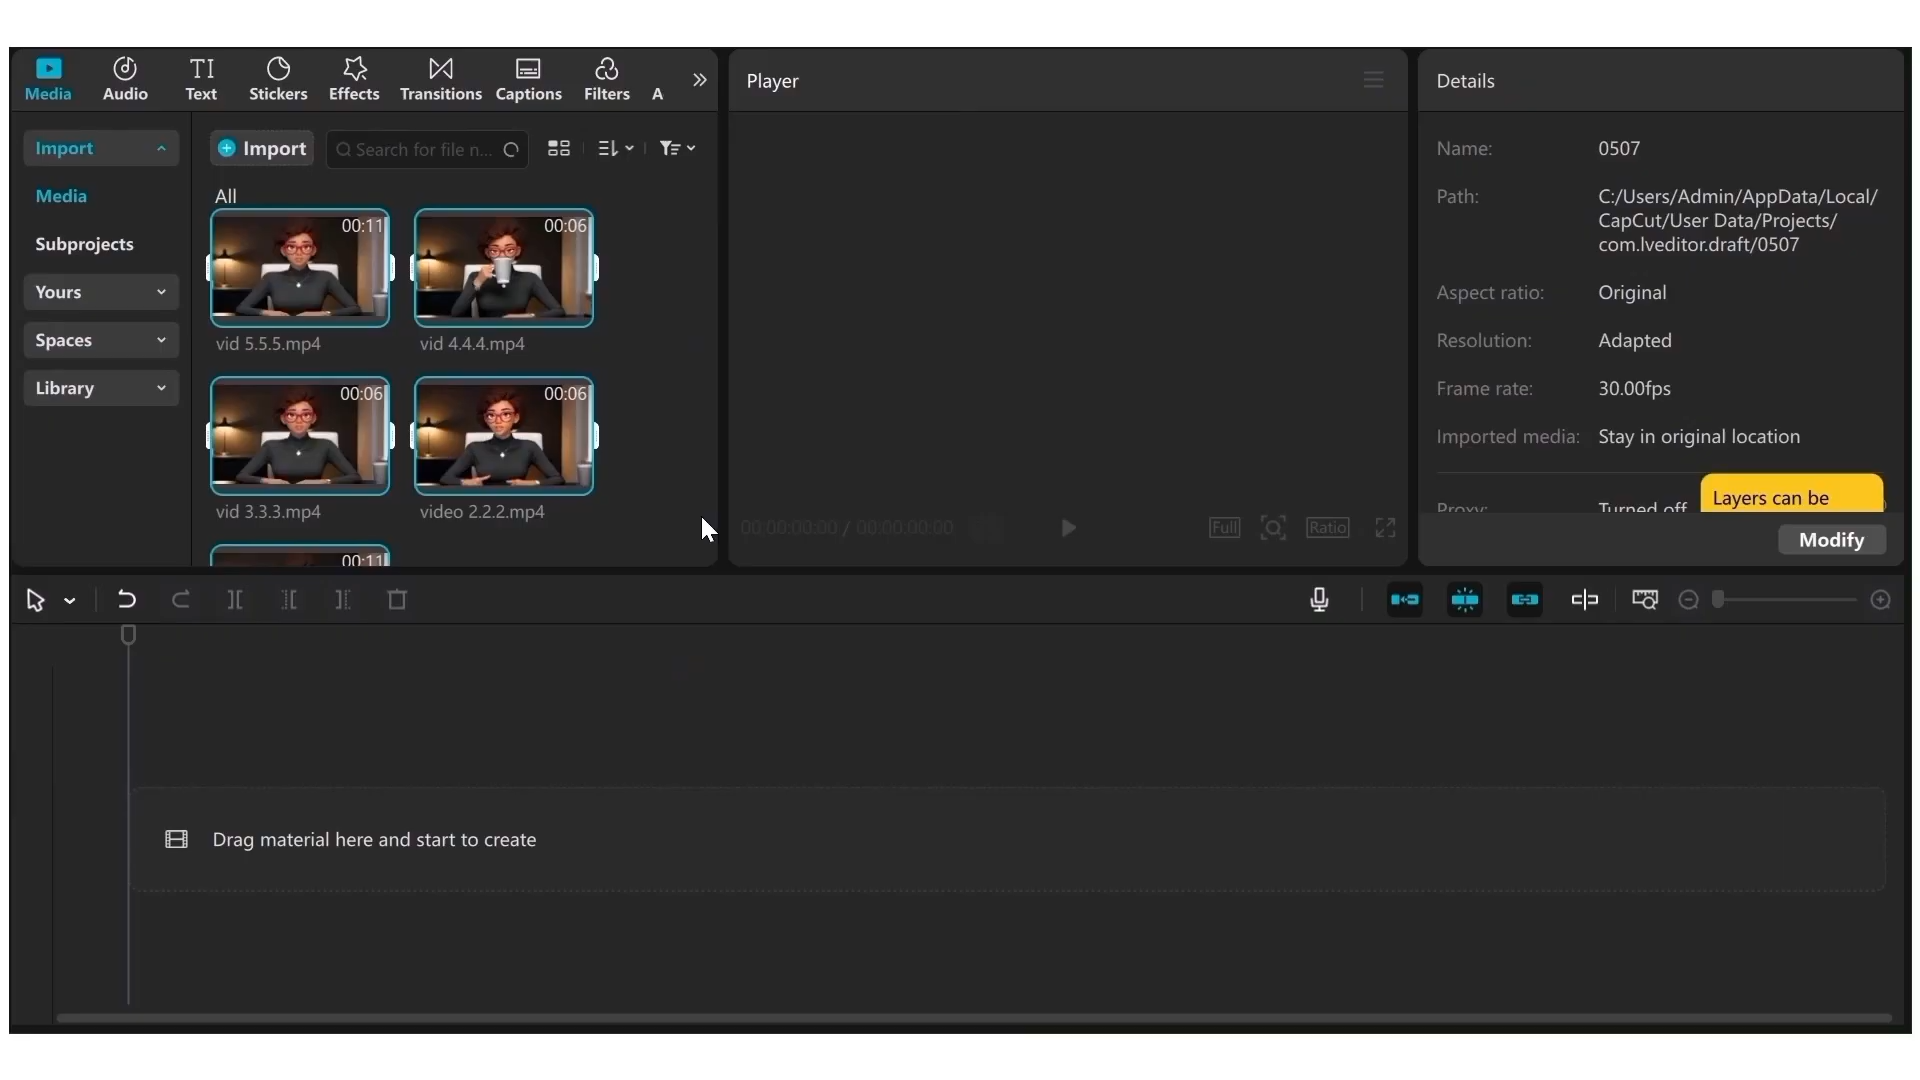 Media
Audio
Text
Stickers
Effects
Transitions
Captions
Filters
A
Import
Media
Subprojects
Yours
Spaces
Library
Import
Search for file n...
All
00:11
vid 5.5.5.mp4
00:06
vid 4.4.4.mp4
00:06
vid 3.3.3.mp4
00:06
video 2.2.2.mp4
00:11
Player
00:00:00:00 / 00:00:00:00
Full
Ratio
Details
Name: 0507
Path: C:/Users/Admin/AppData/Local/
CapCut/User Data/Projects/
com.lveditor.draft/0507
Aspect ratio: Original
Resolution: Adapted
Frame rate: 30.00fps
Imported media: Stay in original location
Proxy: Turned off
Layers can be
Modify
Drag material here and start to create